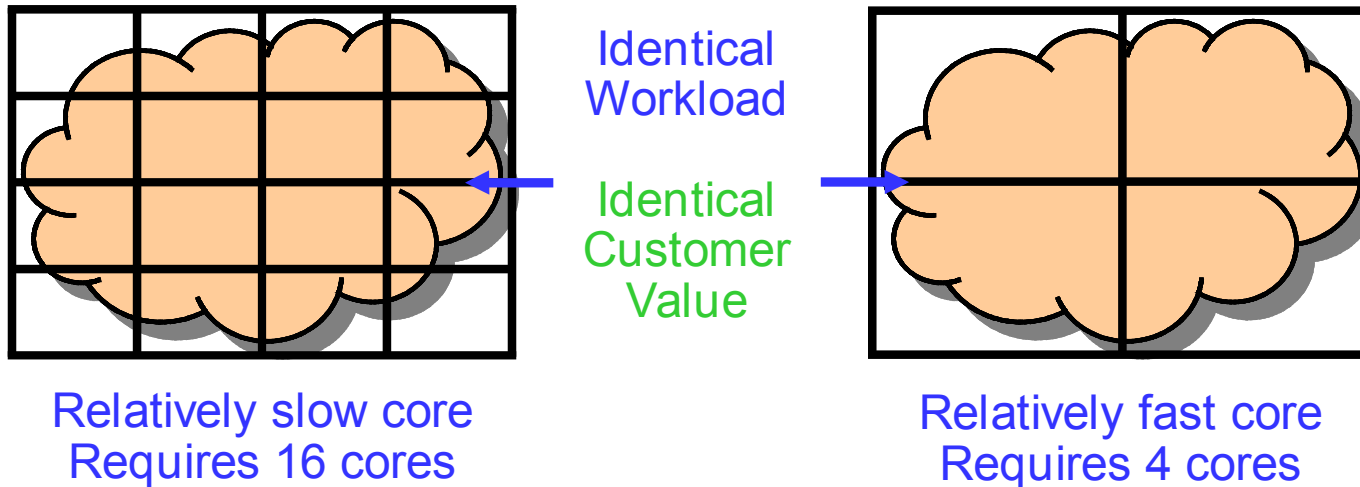 Identical
Workload
Identical
Customer
Value
Relatively slow core
Requires 16 cores
Relatively fast core
Requires 4 cores